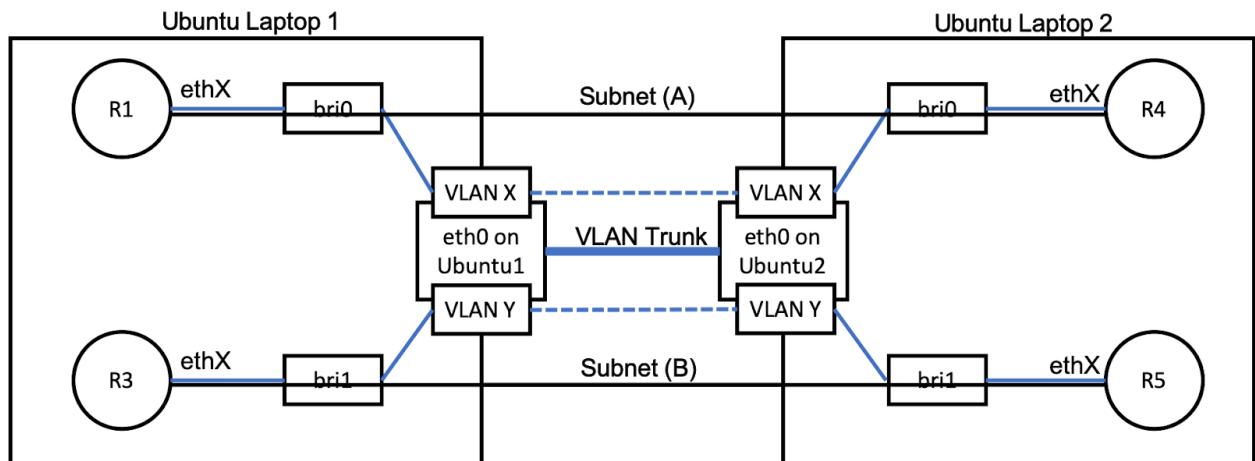 Ubuntu Laptop 1
Ubuntu Laptop 2
R1
ethX
bri0
Subnet (A)
bri0
ethX
R4
VLAN X
VLAN X
eth0 on
Ubuntu1
VLAN Trunk
eth0 on
Ubuntu2
VLAN Y
VLAN Y
R3
ethX
bri1
Subnet (B)
bri1
ethX
R5